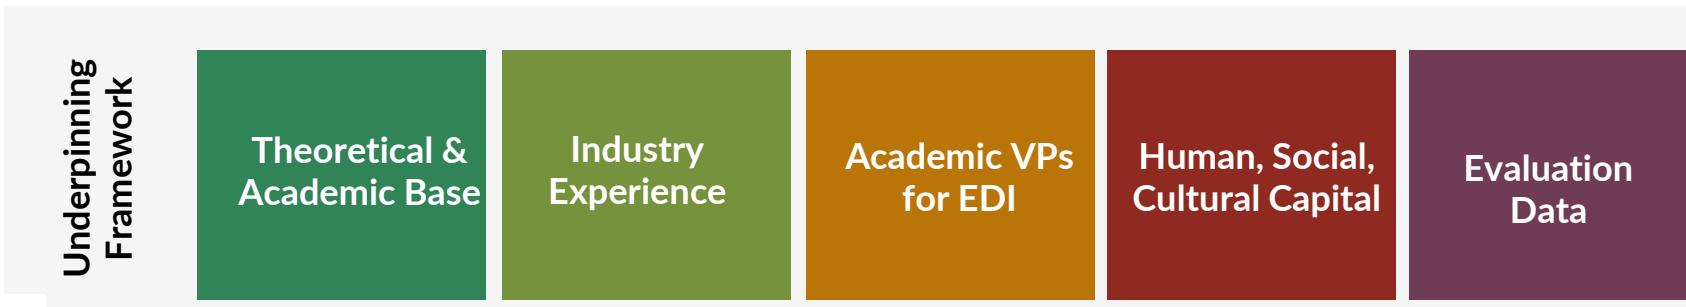 Underpinning
Framework
Theoretical &
Academic Base
Industry
Experience
Academic VPs
for EDI
Human, Social,
Cultural Capital
Evaluation
Data